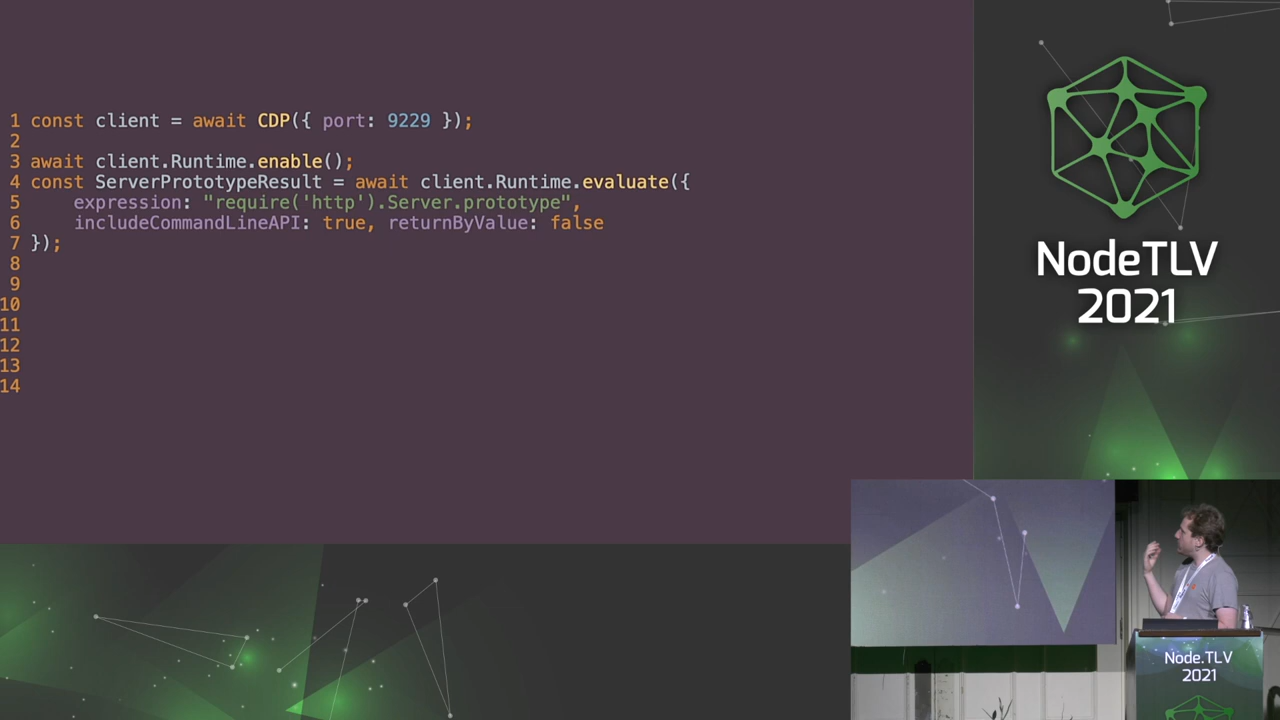 1 const client = await CDP({ port: 9229 });
2
3 await client.Runtime.enable();
4 const ServerPrototypeResult = await client.Runtime.evaluate({
5     expression: "require('http').Server.prototype",
6     includeCommandLineAPI: true, returnByValue: false
7 });
8
9
10
11
12
13
14
NodeTLV
2021
Node.TLV
2021